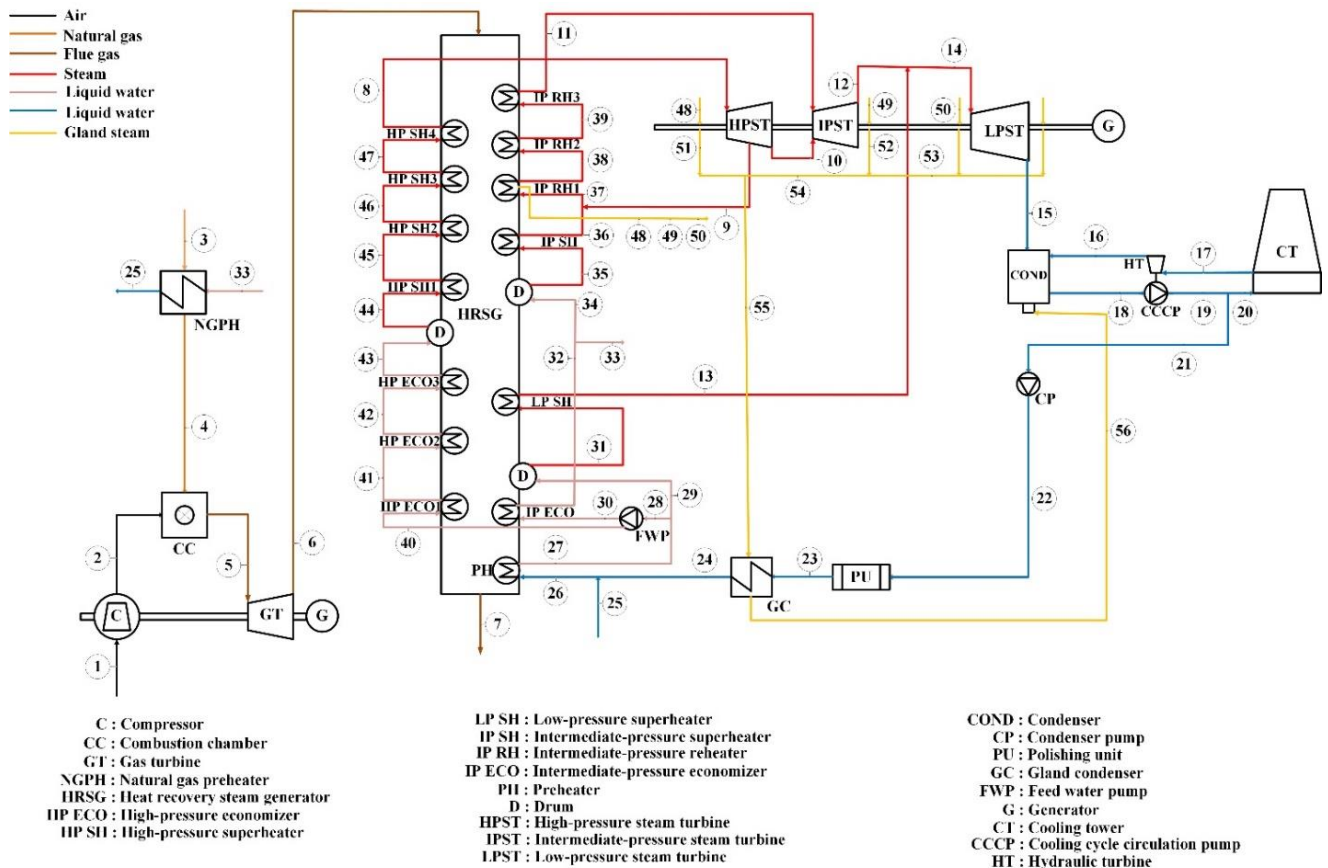 Air
Natural gas
Flue gas
Steam
Liquid water
Liquid water
Gland steam
11
14
8
12
IP RH3
48
49
50
39
HP SH4
HPST
IPST
LPST
G
IP RH2
47
38
51
10
52
53
HP SH3
IP RH1
37
54
46
9
48
49
50
HP SH2
36
15
16
17
CT
3
45
IP SH
35
HT
COND
25
33
HP SH1
D
44
HRSG
34
18
CCCP
19
20
NGPH
D
55
43
32
33
21
HP ECO3
13
CP
42
LP SH
56
4
HP ECO2
31
41
D
29
22
6
HP ECO1
IP ECO
30
28
2
CC
40
FWP
5
27
24
23
PH
PU
C
GT
G
26
25
GC
7
1
C : Compressor
CC : Combustion chamber
GT : Gas turbine
NGPH : Natural gas preheater
HRSG : Heat recovery steam generator
HP ECO : High-pressure economizer
HP SH : High-pressure superheater
LP SH : Low-pressure superheater
IP SH : Intermediate-pressure superheater
IP RH : Intermediate-pressure reheater
IP ECO : Intermediate-pressure economizer
PH : Preheater
D : Drum
HPST : High-pressure steam turbine
IPST : Intermediate-pressure steam turbine
LPST : Low-pressure steam turbine
COND : Condenser
CP : Condenser pump
PU : Polishing unit
GC : Gland condenser
FWP : Feed water pump
G : Generator
CT : Cooling tower
CCCP : Cooling cycle circulation pump
HT : Hydraulic turbine